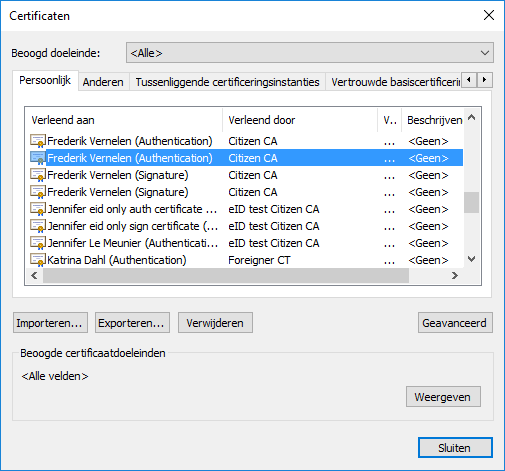 Certificaten
Beoogd doeleinde: <Alle>
Persoonlijk Anderen Tussenliggende certificeringsinstanties Vertrouwde basiscertificerin
Verleend aan Verleend door V.. Beschrijven
Frederik Vernelen (Authentication) Citizen CA ... <Geen>
Frederik Vernelen (Authentication) Citizen CA ... <Geen>
Frederik Vernelen (Signature) Citizen CA ... <Geen>
Frederik Vernelen (Signature) Citizen CA ... <Geen>
Jennifer eid only auth certificate ... eID test Citizen CA ... <Geen>
Jennifer eid only sign certificate (... eID test Citizen CA ... <Geen>
Jennifer Le Meunier (Authenticati... eID test Citizen CA ... <Geen>
Katrina Dahl (Authentication) Foreigner CT ... <Geen>
Importeren... Exporteren... Verwijderen Geavanceerd
Beoogde certificaatdoeleinden
<Alle velden>
Weergeven
Sluiten